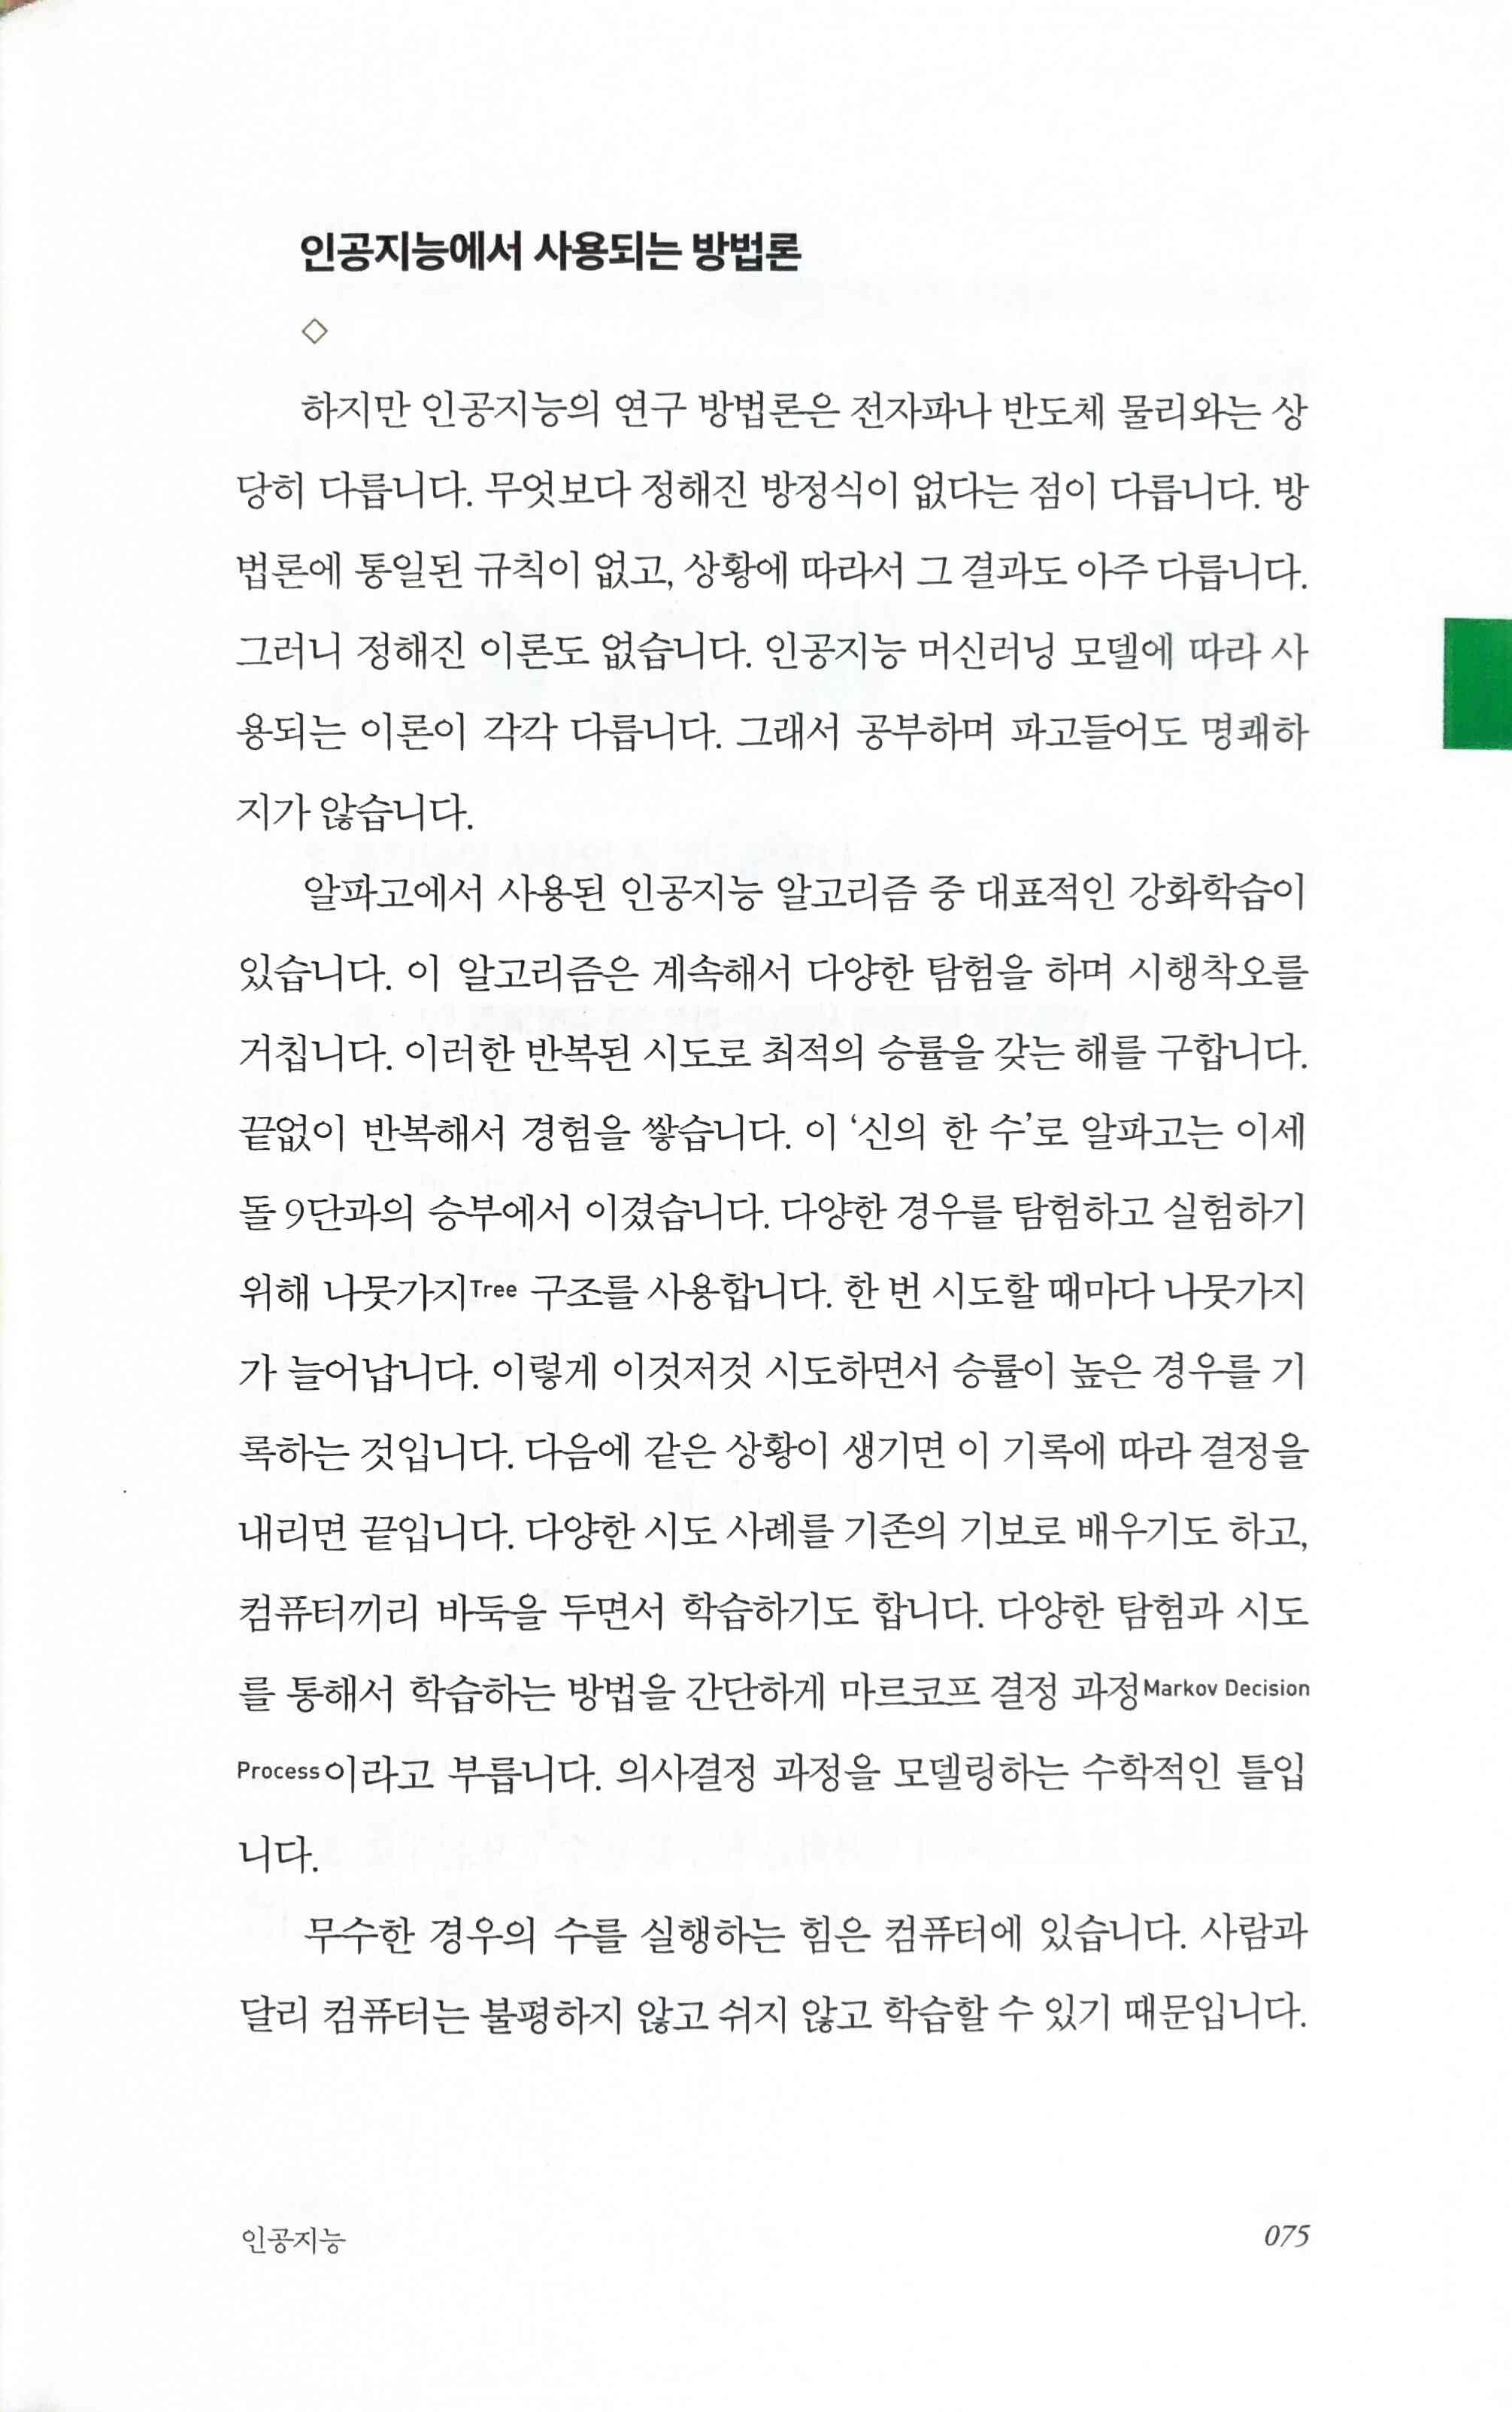 인공지능에서 사용되는 방법론
하지만 인공지능의 연구 방법론은 전자파나 반도체 물리와는 상
당히 다릅니다. 무엇보다 정해진 방정식이 없다는 점이 다릅니다. 방
법론에 통일된 규칙이 없고, 상황에 따라서 그 결과도 아주 다릅니다.
그러니 정해진 이론도 없습니다. 인공지능 머신러닝 모델에 따라 사
용되는 이론이 각각 다릅니다. 그래서 공부하며 파고들어도 명쾌하
지가 않습니다.
알파고에서 사용된 인공지능 알고리즘 중 대표적인 강화학습이
있습니다. 이 알고리즘은 계속해서 다양한 탐험을 하며 시행착오를
거칩니다. 이러한 반복된 시도로 최적의 승률을 갖는 해를 구합니다.
끝없이 반복해서 경험을 쌓습니다. 이 ‘신의 한 수’로 알파고는 이세
돌 9단과의 승부에서 이겼습니다. 다양한 경우를 탐험하고 실험하기
위해 나뭇가지Tree 구조를 사용합니다. 한 번 시도할 때마다 나뭇가지
가 늘어납니다. 이렇게 이것저것 시도하면서 승률이 높은 경우를 기
록하는 것입니다. 다음에 같은 상황이 생기면 이 기록에 따라 결정을
내리면 끝입니다. 다양한 시도 사례를 기존의 기보로 배우기도 하고,
컴퓨터끼리 바둑을 두면서 학습하기도 합니다. 다양한 탐험과 시도
를 통해서 학습하는 방법을 간단하게 마르코프 결정 과정Markov Decision
Process이라고 부릅니다. 의사결정 과정을 모델링하는 수학적인 틀입
니다.
무수한 경우의 수를 실행하는 힘은 컴퓨터에 있습니다. 사람과
달리 컴퓨터는 불평하지 않고 쉬지 않고 학습할 수 있기 때문입니다.
인공지능
075